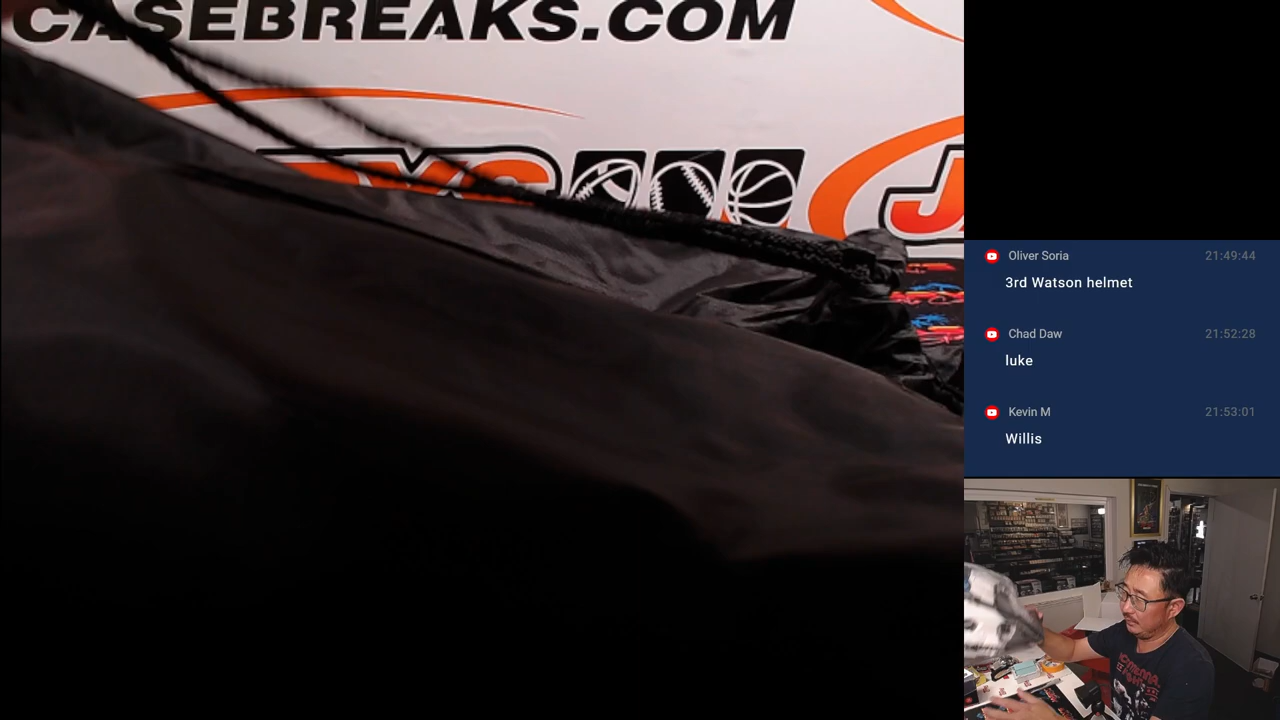 CASEBREAKS.COM
Oliver Soria 21:49:44
3rd Watson helmet
Chad Daw 21:52:28
luke
Kevin M 21:53:01
Willis